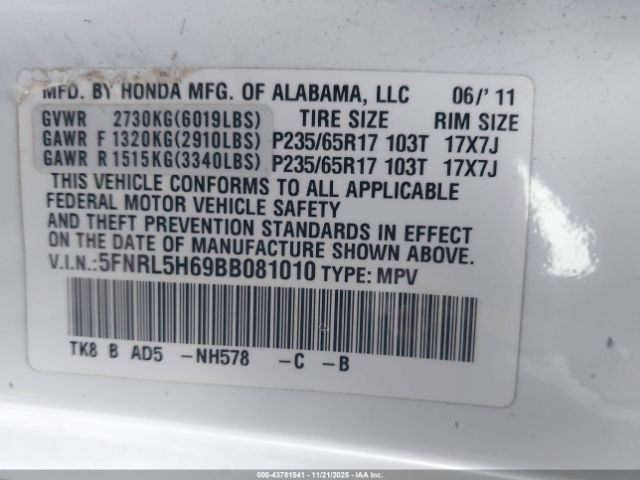 MFD. BY HONDA MFG. OF ALABAMA, LLC 06/'11
GVWR 2730KG(6019LBS) TIRE SIZE RIM SIZE
GAWR F 1320KG(2910LBS) P235/65R17 103T 17X7J
GAWR R 1515KG(3340LBS) P235/65R17 103T 17X7J
THIS VEHICLE CONFORMS TO ALL APPLICABLE
FEDERAL MOTOR VEHICLE SAFETY
AND THEFT PREVENTION STANDARDS IN EFFECT
ON THE DATE OF MANUFACTURE SHOWN ABOVE.
V.I.N.:5FNRL5H69BB081010 TYPE: MPV
TK8 B AD5 -NH578 -C -B
00-43781541 - 11/21/2025 - IAAI.CA